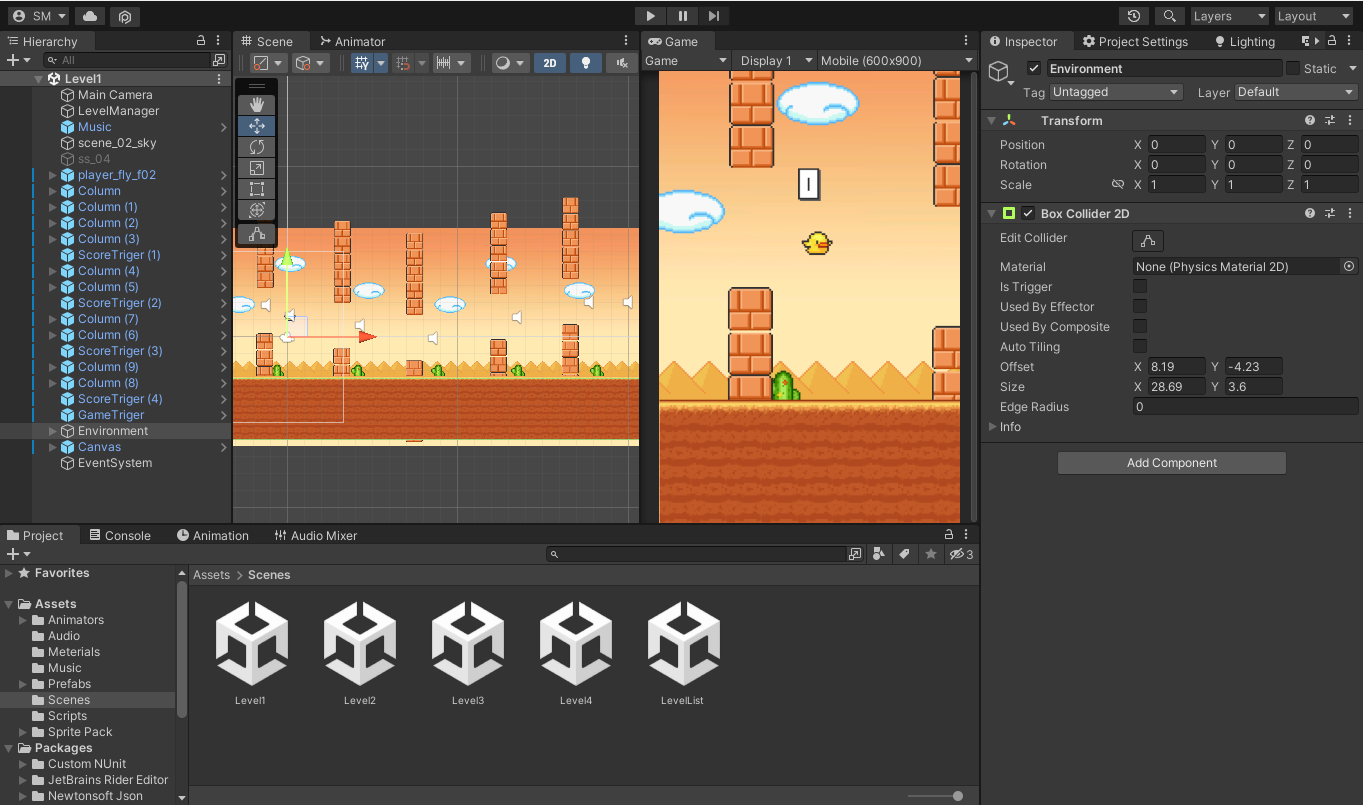 SM
Layers
Layout
Hierarchy
All
Level1
Main Camera
LevelManager
Music
scene_02_sky
ss_04
player_fly_f02
Column
Column (1)
Column (2)
Column (3)
ScoreTriger (1)
Column (4)
Column (5)
ScoreTriger (2)
Column (7)
Column (6)
ScoreTriger (3)
Column (9)
Column (8)
ScoreTriger (4)
GameTriger
Environment
Canvas
EventSystem
Scene
Animator
2D
Game
Game
Display 1
Mobile (600x900)
Inspector
Project Settings
Lighting
Environment
Static
Tag Untagged
Layer Default
Transform
Position X 0 Y 0 Z 0
Rotation X 0 Y 0 Z 0
Scale X 1 Y 1 Z 1
Box Collider 2D
Edit Collider
Material None (Physics Material 2D)
Is Trigger
Used By Effector
Used By Composite
Auto Tiling
Offset X 8.19 Y -4.23
Size X 28.69 Y 3.6
Edge Radius 0
Info
Add Component
Project
Console
Animation
Audio Mixer
3
Favorites
Assets
Animators
Audio
Meterials
Music
Prefabs
Scenes
Scripts
Sprite Pack
Packages
Custom NUnit
JetBrains Rider Editor
Newtonsoft Json
Assets > Scenes
Level1
Level2
Level3
Level4
LevelList